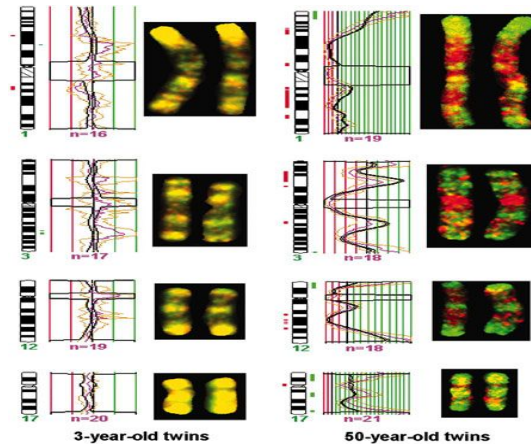 1 n=16
1 n=19
3 n=17
3 n=18
12 n=19
12 n=18
17 n=20
17 n=21
3-year-old twins
50-year-old twins